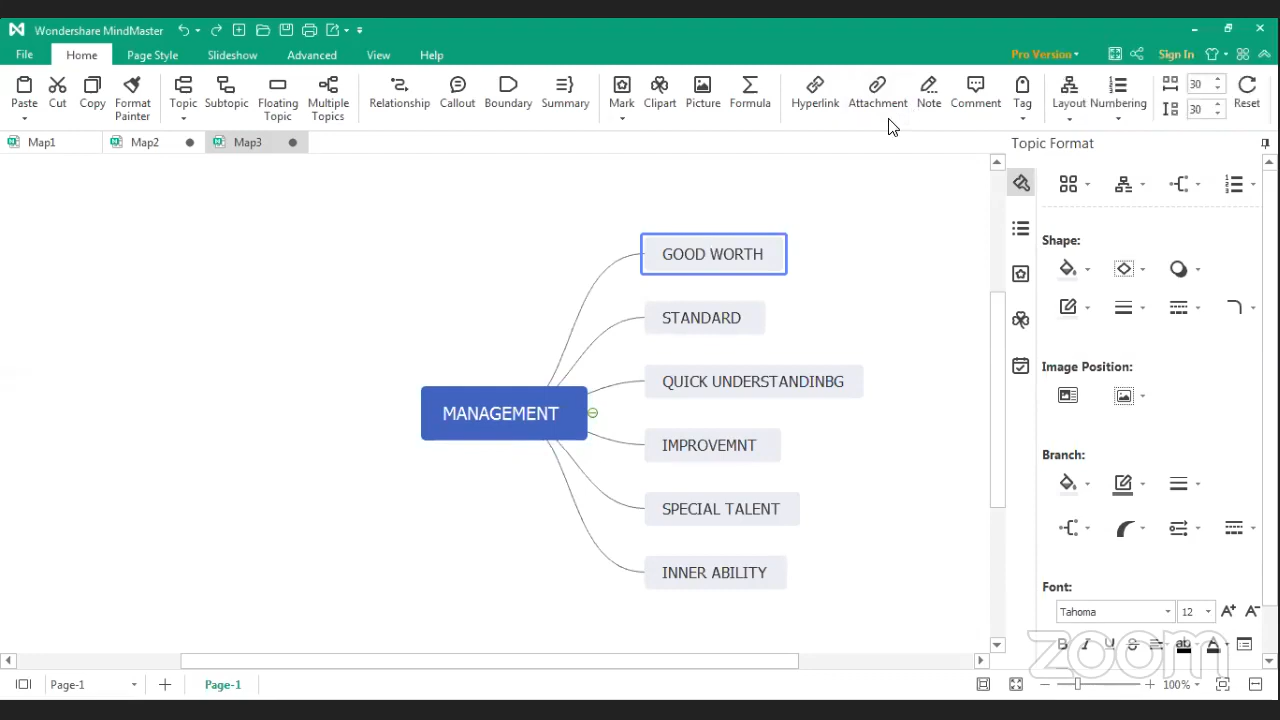 Wondershare MindMaster
File Home Page Style Slideshow Advanced View Help Pro Version Sign In
Paste Cut Copy Format Painter Topic Subtopic Floating Topic Multiple Topics Relationship Callout Boundary Summary Mark Clipart Picture Formula Hyperlink Attachment Note Comment Tag Layout Numbering 30 30 Reset
Map1 Map2 Map3
Topic Format
Shape:
Image Position:
Branch:
Font:
Tahoma 12 A+ A-
B I U S ab A
GOOD WORTH
STANDARD
QUICK UNDERSTANDINBG
MANAGEMENT
IMPROVEMNT
SPECIAL TALENT
INNER ABILITY
zoom
Page-1 Page-1 100%